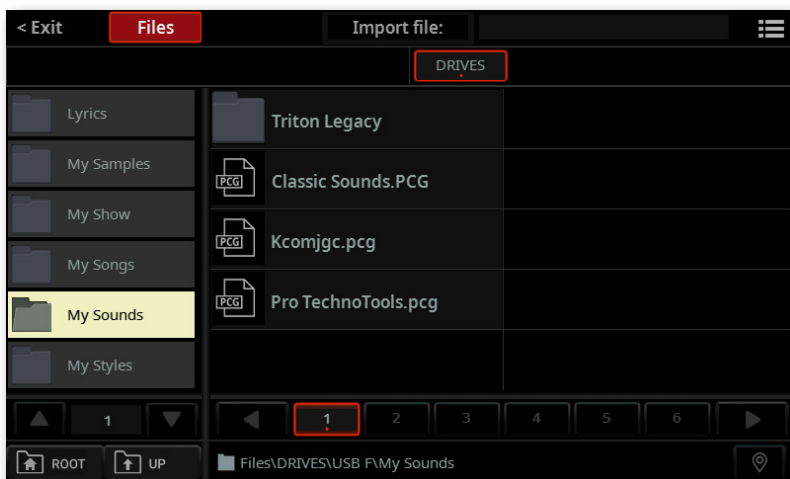 < Exit Files Import file:
DRIVES
Lyrics
My Samples
My Show
My Songs
My Sounds
My Styles
Triton Legacy
PCG Classic Sounds.PCG
PCG Kcomjgc.pcg
PCG Pro TechnoTools.pcg
1
1 2 3 4 5 6
ROOT UP
Files\DRIVES\USB F\My Sounds